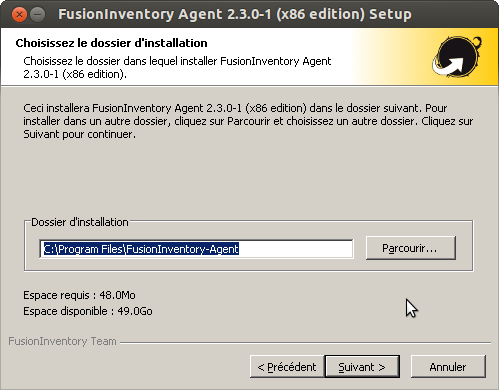 FusionInventory Agent 2.3.0-1 (x86 edition) Setup
Choisissez le dossier d'installation
Choisissez le dossier dans lequel installer FusionInventory Agent
2.3.0-1 (x86 edition).
Ceci installera FusionInventory Agent 2.3.0-1 (x86 edition) dans le dossier suivant. Pour
installer dans un autre dossier, cliquez sur Parcourir et choisissez un autre dossier. Cliquez sur
Suivant pour continuer.
Dossier d'installation
C:\Program Files\FusionInventory-Agent
Parcourir...
Espace requis : 48.0Mo
Espace disponible : 49.0Go
FusionInventory Team
< Précédent
Suivant >
Annuler